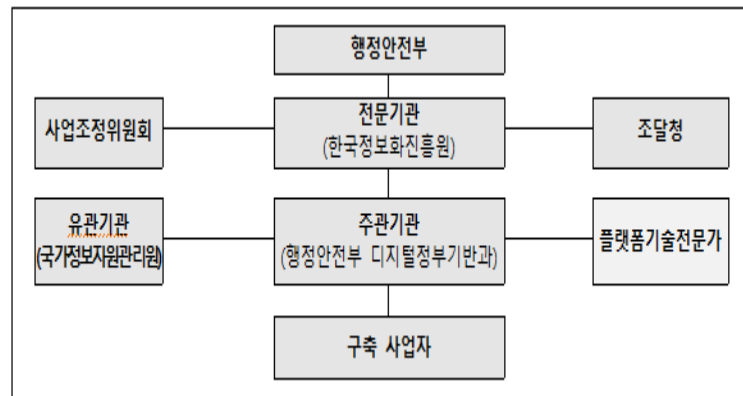 행정안전부
사업조정위원회
전문기관
(한국정보화진흥원)
조달청
유관기관
(국가정보자원관리원)
주관기관
(행정안전부 디지털정부기반과)
플랫폼기술전문가
구축 사업자